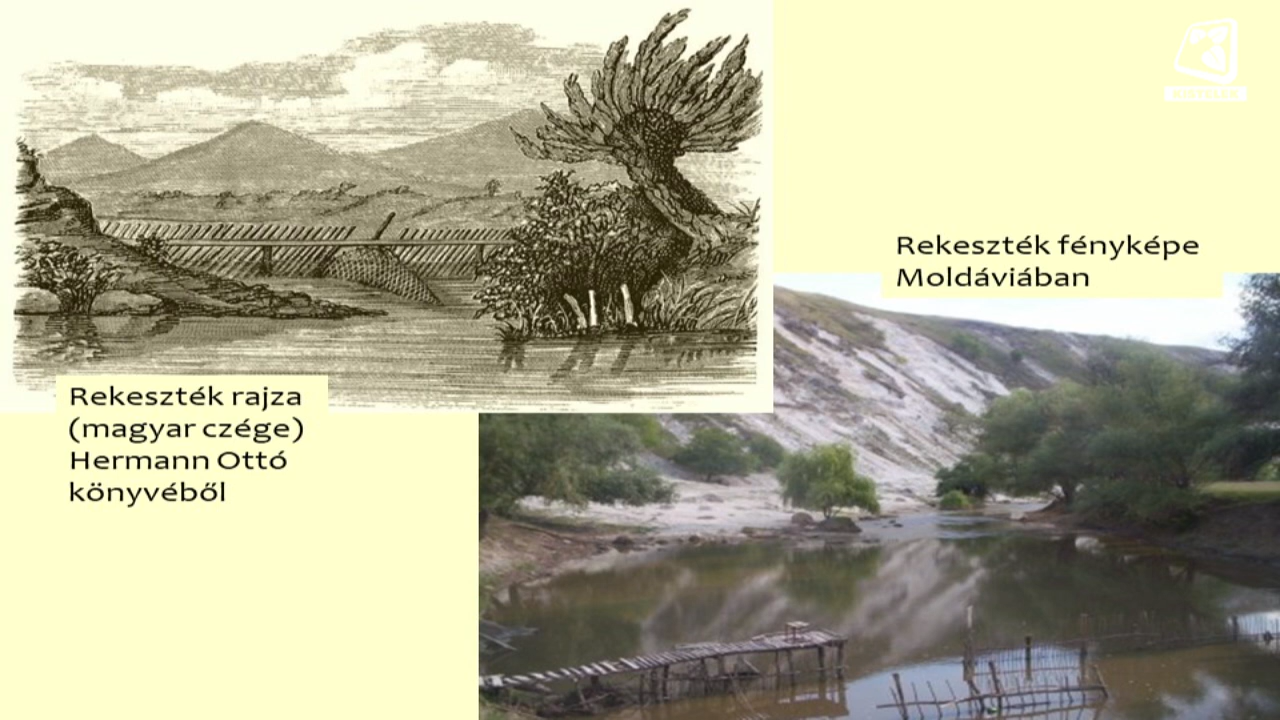 Rekeszték rajza
(magyar czége)
Hermann Ottó
könyvéből
Rekeszték fényképe
Moldáviában